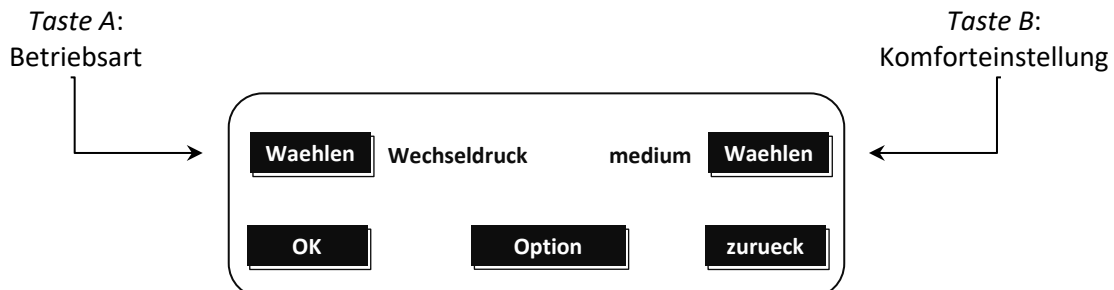 Taste A:
Betriebsart
Taste B:
Komforteinstellung
Waehlen Wechseldruck medium Waehlen
OK Option zurueck